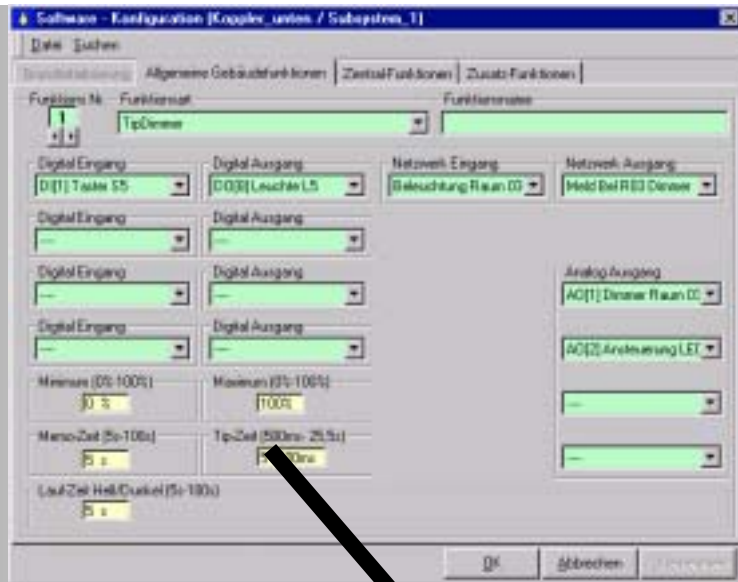 Software - Konfiguration (Koppler_unten / Subsystem_1)
Datei Suchen
Allgemeine Gebäudefunktionen Zentral-Funktionen Zusatz-Funktionen
Funktions Nr. Funktionsart Funktionsname
1 TipDimmer
Digital Eingang Digital Ausgang Netzwerk Eingang Netzwerk Ausgang
DI[1] Taster S5 DO[0] Leuchte L5 Beleuchtung Raum 03 Meld Bel R03 Dimmer
Digital Eingang Digital Ausgang
--- ---
Digital Eingang Digital Ausgang Analog Ausgang
--- --- AO[1] Dimmer Raum 03
Digital Eingang Digital Ausgang
--- --- AO[2] Ansteuerung LED
Minimum (0%-100%) Maximum (0%-100%)
0 % 100% ---
Memo-Zeit (5s-100s) Tip-Zeit (500ms- 25,5s)
5 s ---
Lauf-Zeit Hell/Dunkel (5s-100s)
5 s
OK Abbrechen